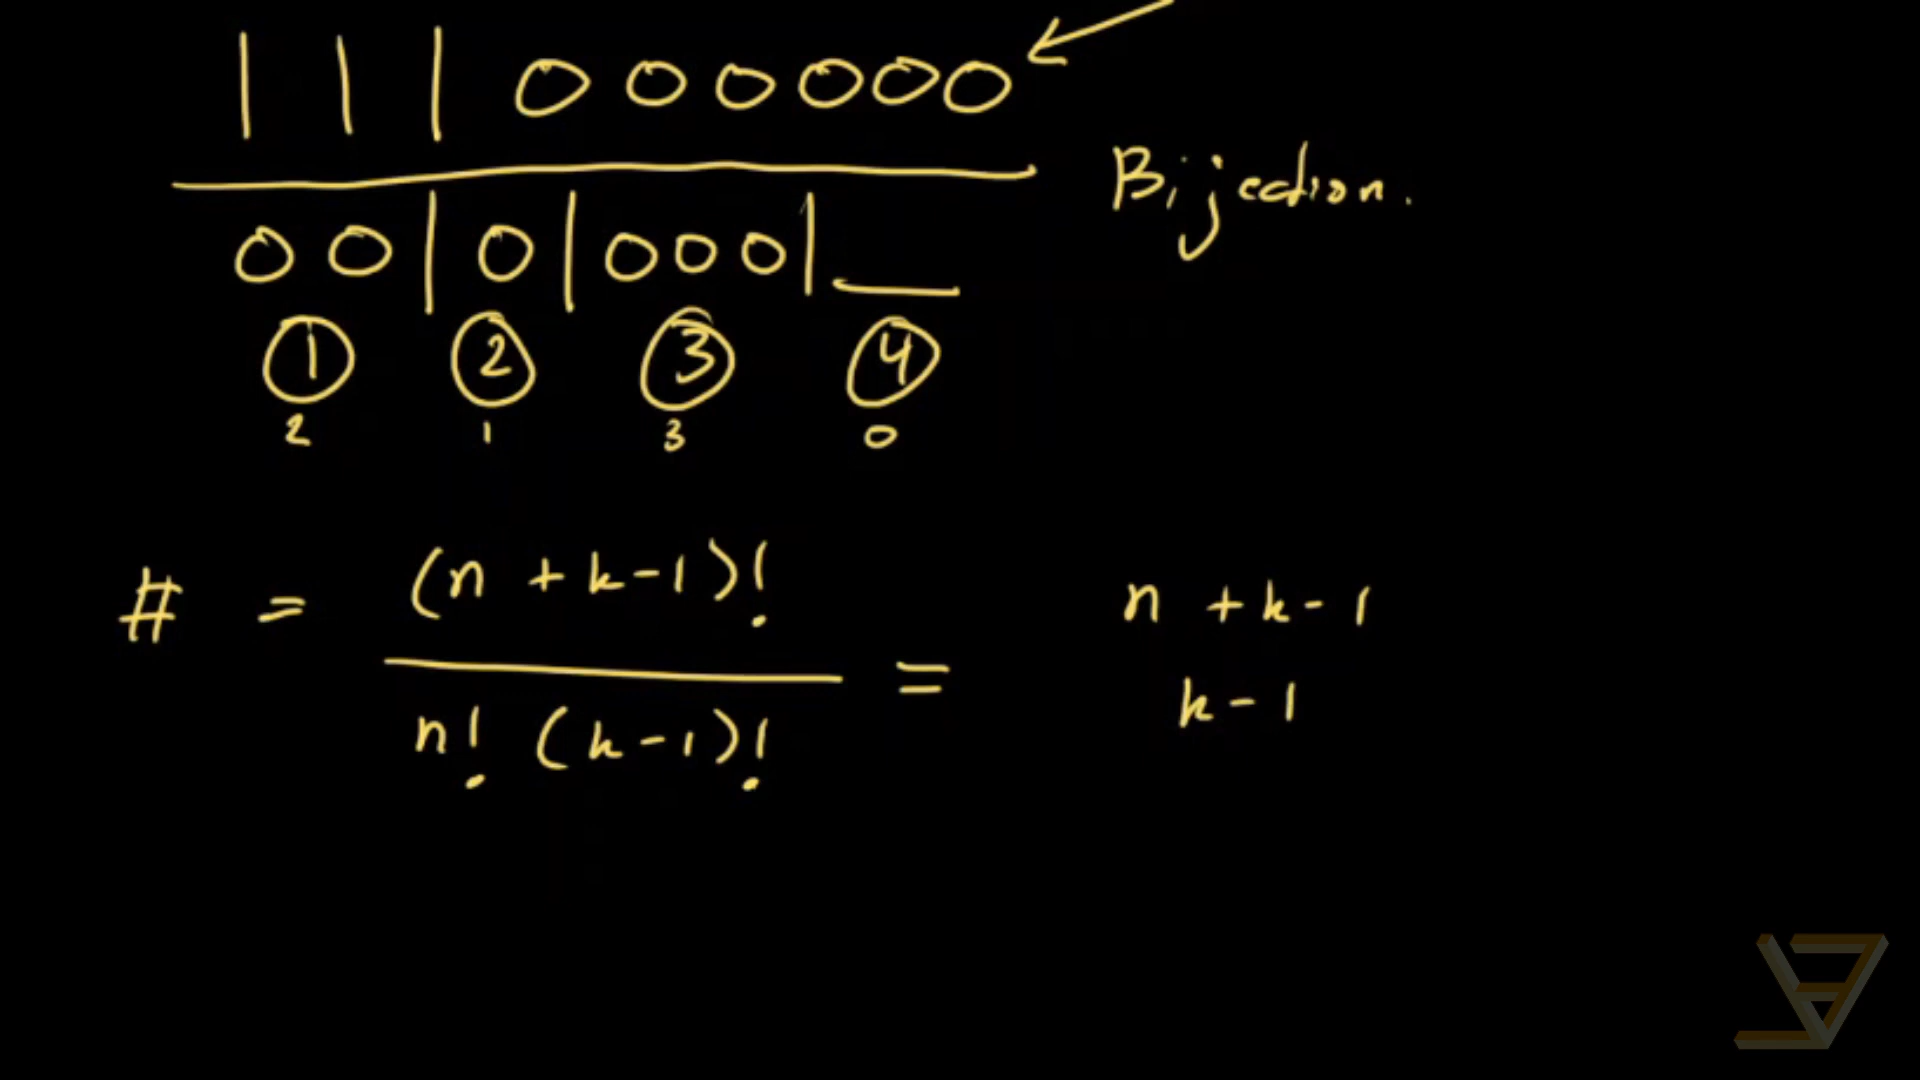 | | | 0 0 0 0 0 0
Bijection.
0 0 | 0 | 0 0 0 | __
① ② ③ ④
2 1 3 0
# = (n + k - 1)! / n! (k - 1)! =
n + k - 1
k - 1